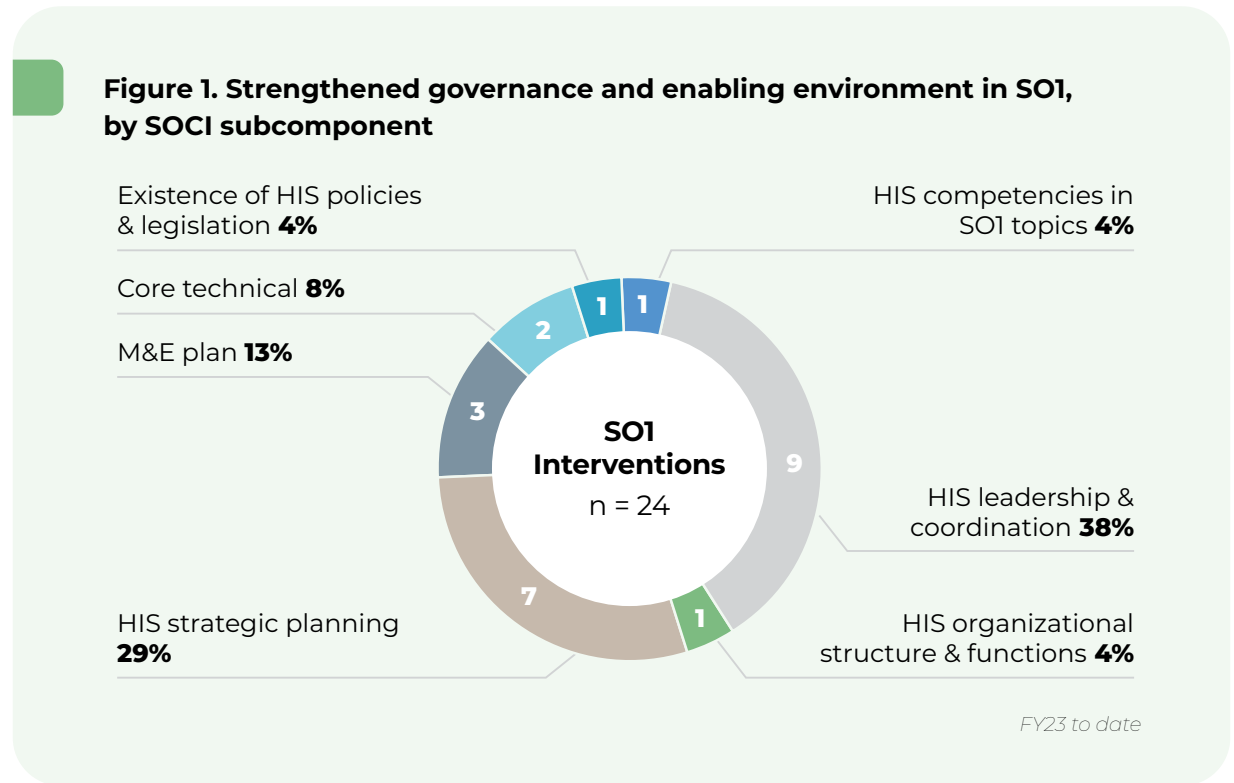 Figure 1. Strengthened governance and enabling environment in SO1,
by SOCI subcomponent
Existence of HIS policies
& legislation 4%
HIS competencies in
SO1 topics 4%
Core technical 8%
M&E plan 13%
1
1
2
3
9
7
1
SO1
Interventions
n = 24
HIS leadership &
coordination 38%
HIS strategic planning
29%
HIS organizational
structure & functions 4%
FY23 to date